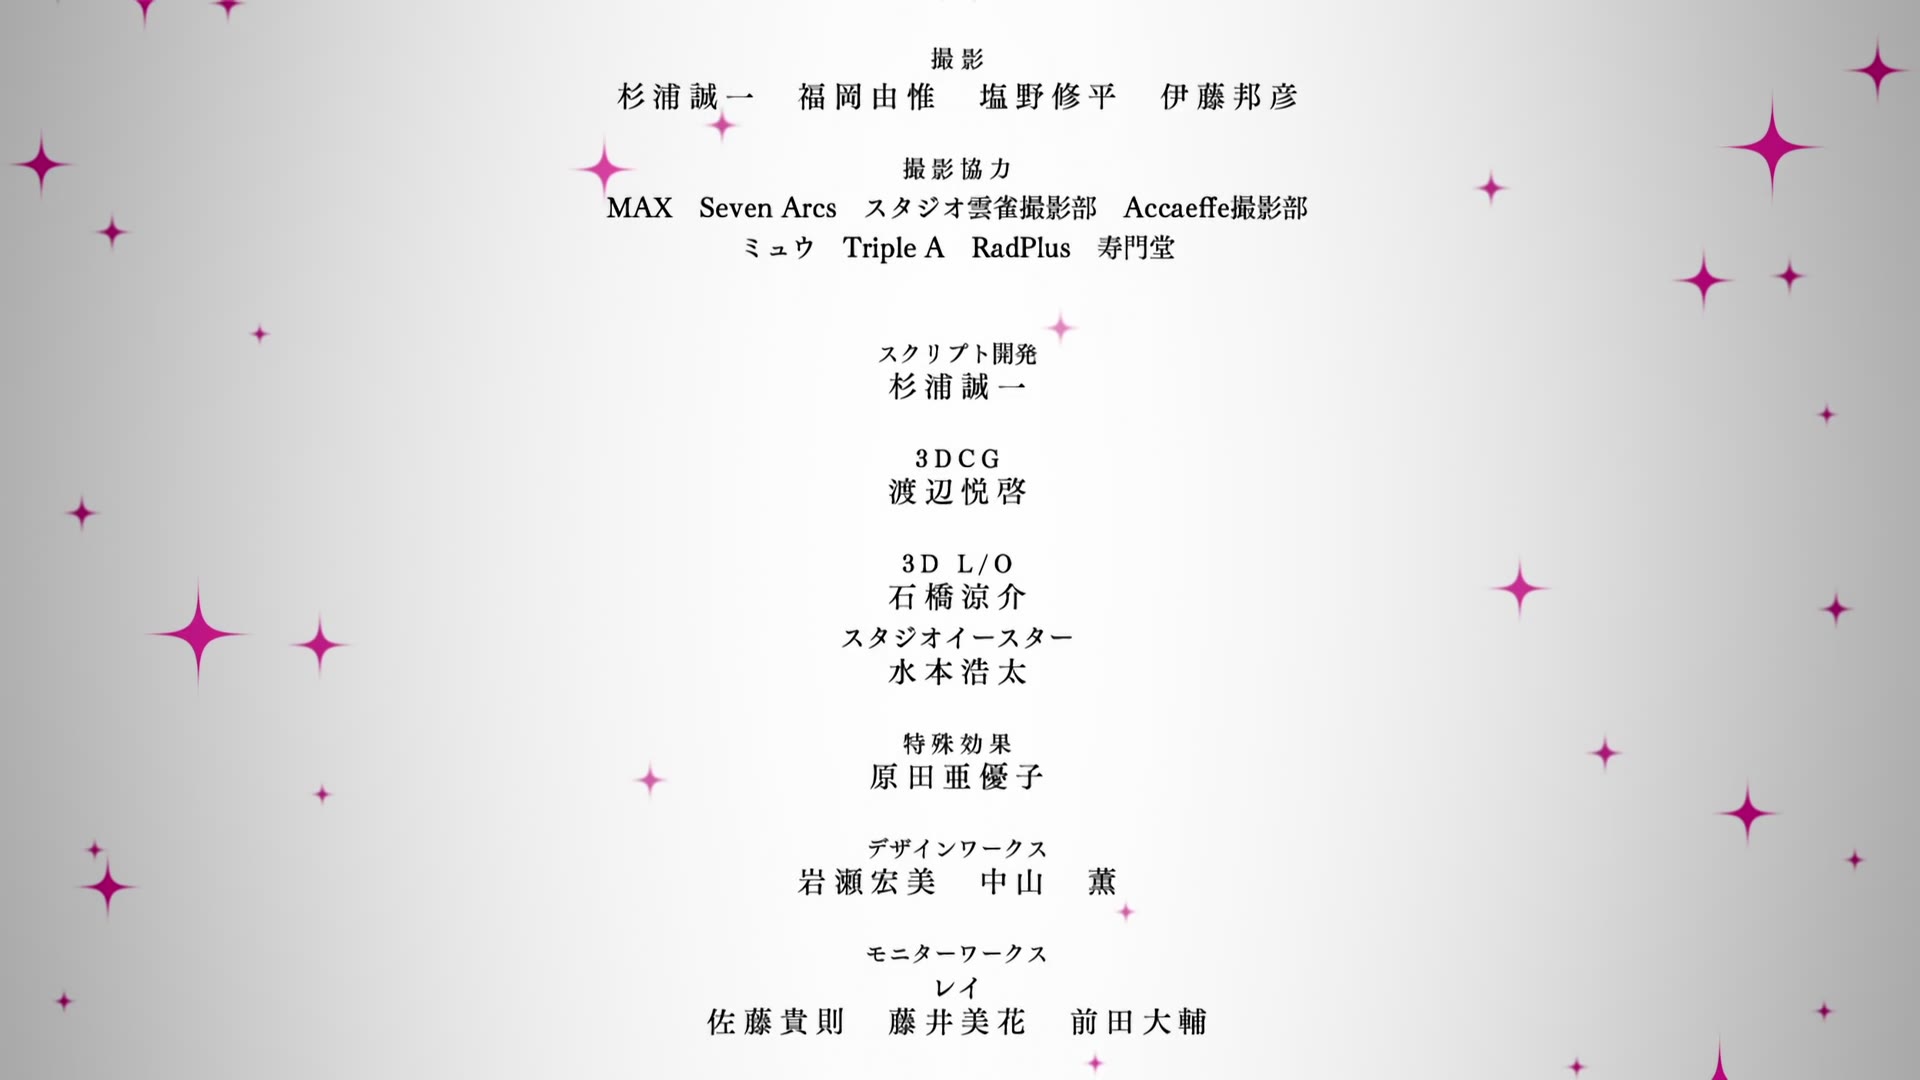 撮影
杉浦誠一　福岡由惟　塩野修平　伊藤邦彦
撮影協力
MAX　Seven Arcs　スタジオ雲雀撮影部　Accaeffe撮影部
ミュウ　Triple A　RadPlus　寿門堂
スクリプト開発
杉浦誠一
3DCG
渡辺悦啓
3D L/O
石橋涼介
スタジオイースター
水本浩太
特殊効果
原田亜優子
デザインワークス
岩瀬宏美　中山　薫
モニターワークス
レイ
佐藤貴則　藤井美花　前田大輔